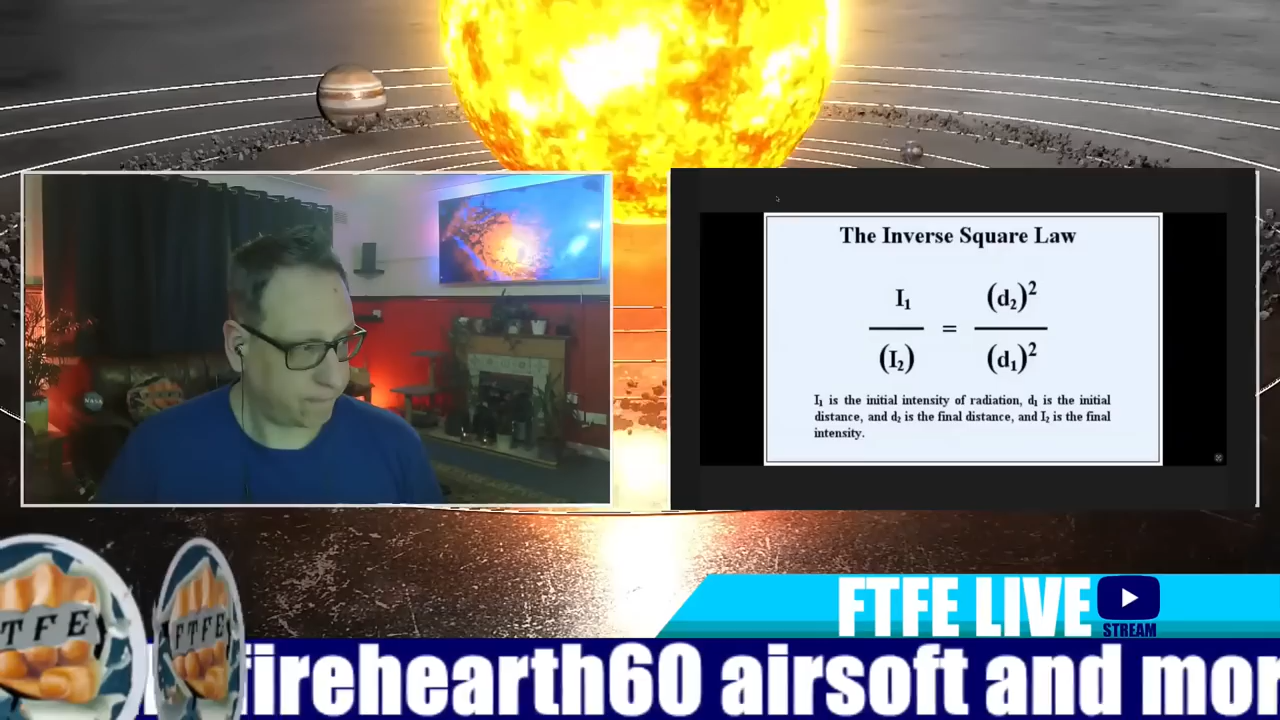 The Inverse Square Law
I₁
(I₂)
=
(d₂)²
(d₁)²
I₁ is the initial intensity of radiation, d₁ is the initial
distance, and d₂ is the final distance, and I₂ is the final
intensity.
NASA
TFE
FTFE
FTFE LIVE
STREAM
firehearth60 airsoft and mor